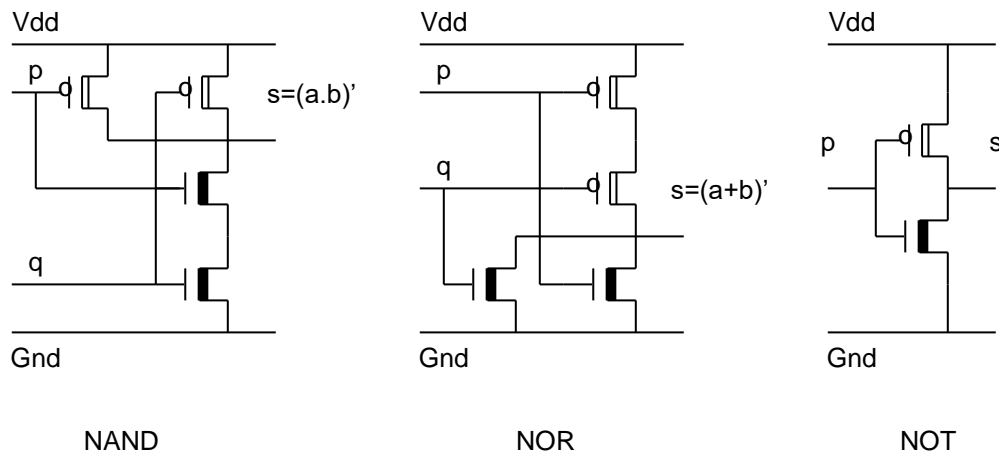 Vdd
p
s=(a.b)’
q
Gnd
NAND
Vdd
p
q
s=(a+b)’
Gnd
NOR
Vdd
p
s
Gnd
NOT